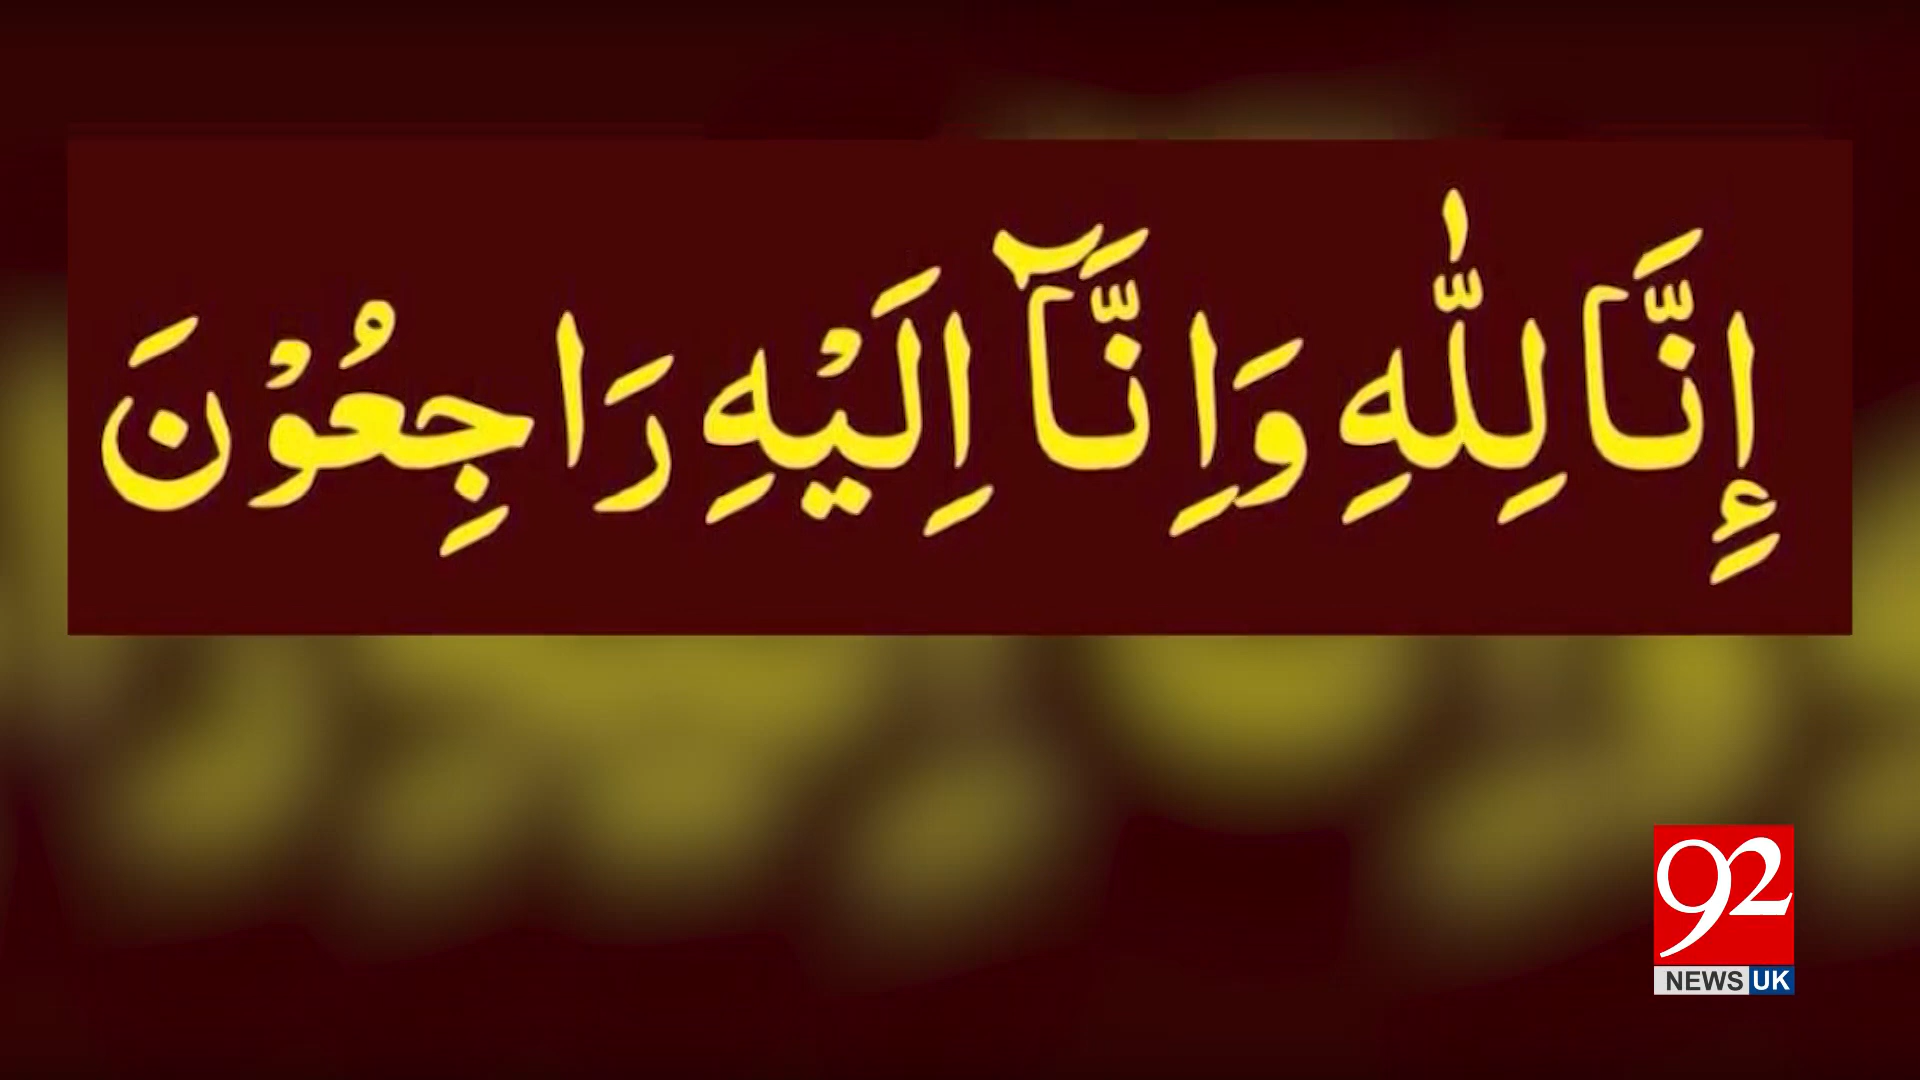 إِنَّا لِلّٰهِ وَاِنَّآ اِلَيْهِ رَاجِعُوْنَ
92
NEWS UK